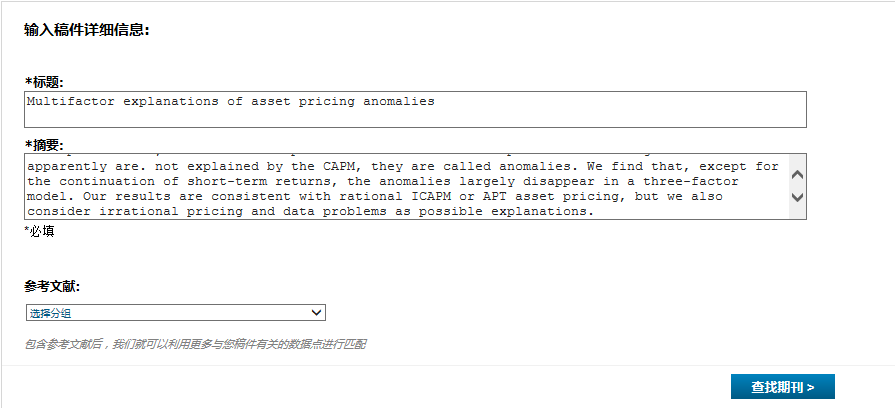 输入稿件详细信息:
*标题:
Multifactor explanations of asset pricing anomalies
*摘要:
apparently are. not explained by the CAPM, they are called anomalies. We find that, except for
the continuation of short-term returns, the anomalies largely disappear in a three-factor
model. Our results are consistent with rational ICAPM or APT asset pricing, but we also
consider irrational pricing and data problems as possible explanations.
*必填
参考文献:
选择分组
包含参考文献后，我们就可以利用更多与您稿件有关的数据点进行匹配
查找期刊 >